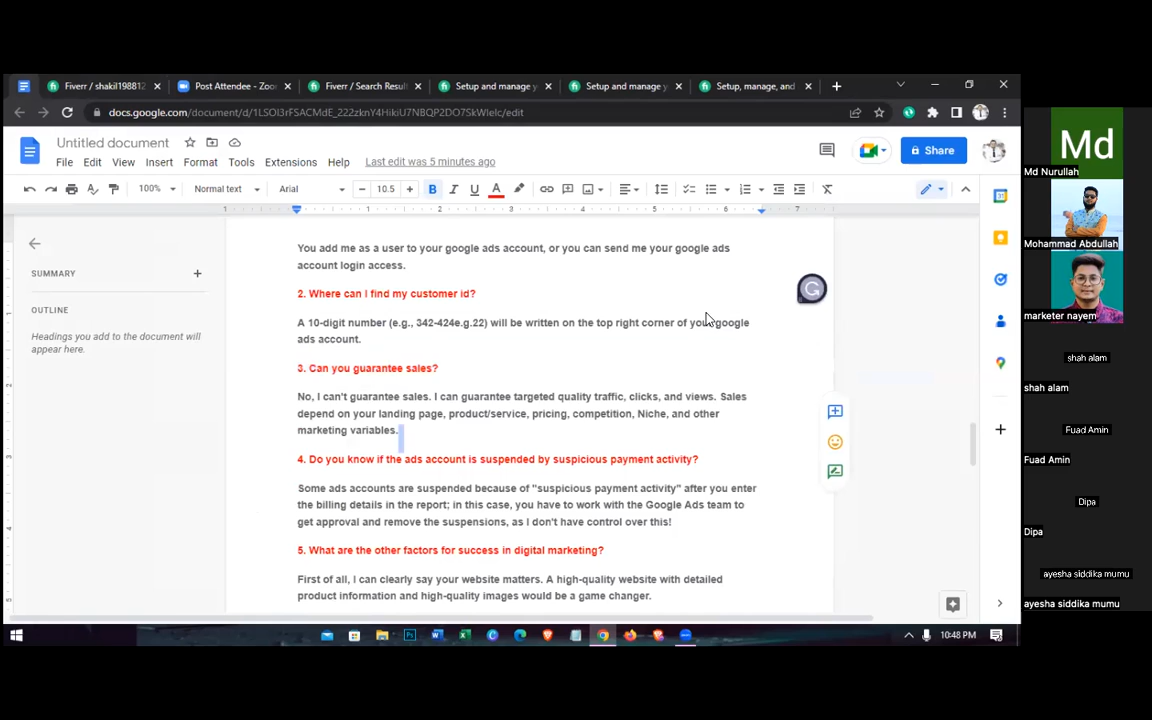 Fiverr / shakil198812
Post Attendee - Zoo
Fiverr / Search Resul
Setup and manage y
Setup and manage y
Setup, manage, and
docs.google.com/document/d/1LSOl3rFSACMdE_222zknY4HikiU7NBQP2DO7SkWlelc/edit
Untitled document
File Edit View Insert Format Tools Extensions Help Last edit was 5 minutes ago
Share
100% Normal text Arial 10.5 B I U A
1 1 2 3 4 5 6 7
SUMMARY
OUTLINE
Headings you add to the document will
appear here.
You add me as a user to your google ads account, or you can send me your google ads
account login access.
2. Where can I find my customer id?
A 10-digit number (e.g., 342-424e.g.22) will be written on the top right corner of your google
ads account.
3. Can you guarantee sales?
No, I can't guarantee sales. I can guarantee targeted quality traffic, clicks, and views. Sales
depend on your landing page, product/service, pricing, competition, Niche, and other
marketing variables.
4. Do you know if the ads account is suspended by suspicious payment activity?
Some ads accounts are suspended because of "suspicious payment activity" after you enter
the billing details in the report; in this case, you have to work with the Google Ads team to
get approval and remove the suspensions, as I don't have control over this!
5. What are the other factors for success in digital marketing?
First of all, I can clearly say your website matters. A high-quality website with detailed
product information and high-quality images would be a game changer.
10:48 PM
Md
Md Nurullah
Mohammad Abdullah
marketer nayem
shah alam
shah alam
Fuad Amin
Fuad Amin
Dipa
Dipa
ayesha siddika mumu
ayesha siddika mumu